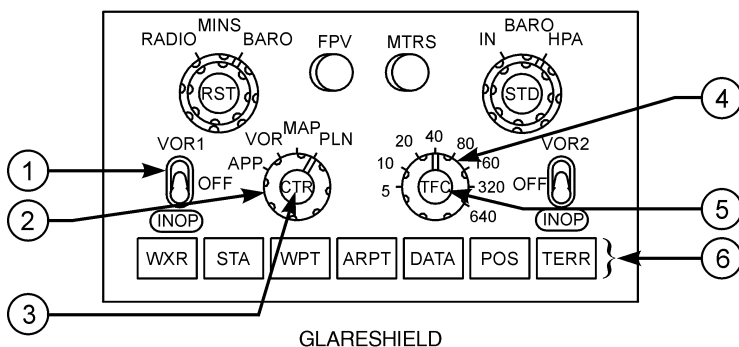 MINS
RADIO BARO
RST
FPV
MTRS
BARO
IN HPA
STD
1
VOR1
OFF
INOP
2
APP VOR MAP PLN
CTR
3
5 10 20 40 80 160 320 640
TFC
4
VOR2
OFF
INOP
5
WXR STA WPT ARPT DATA POS TERR
6
GLARESHIELD